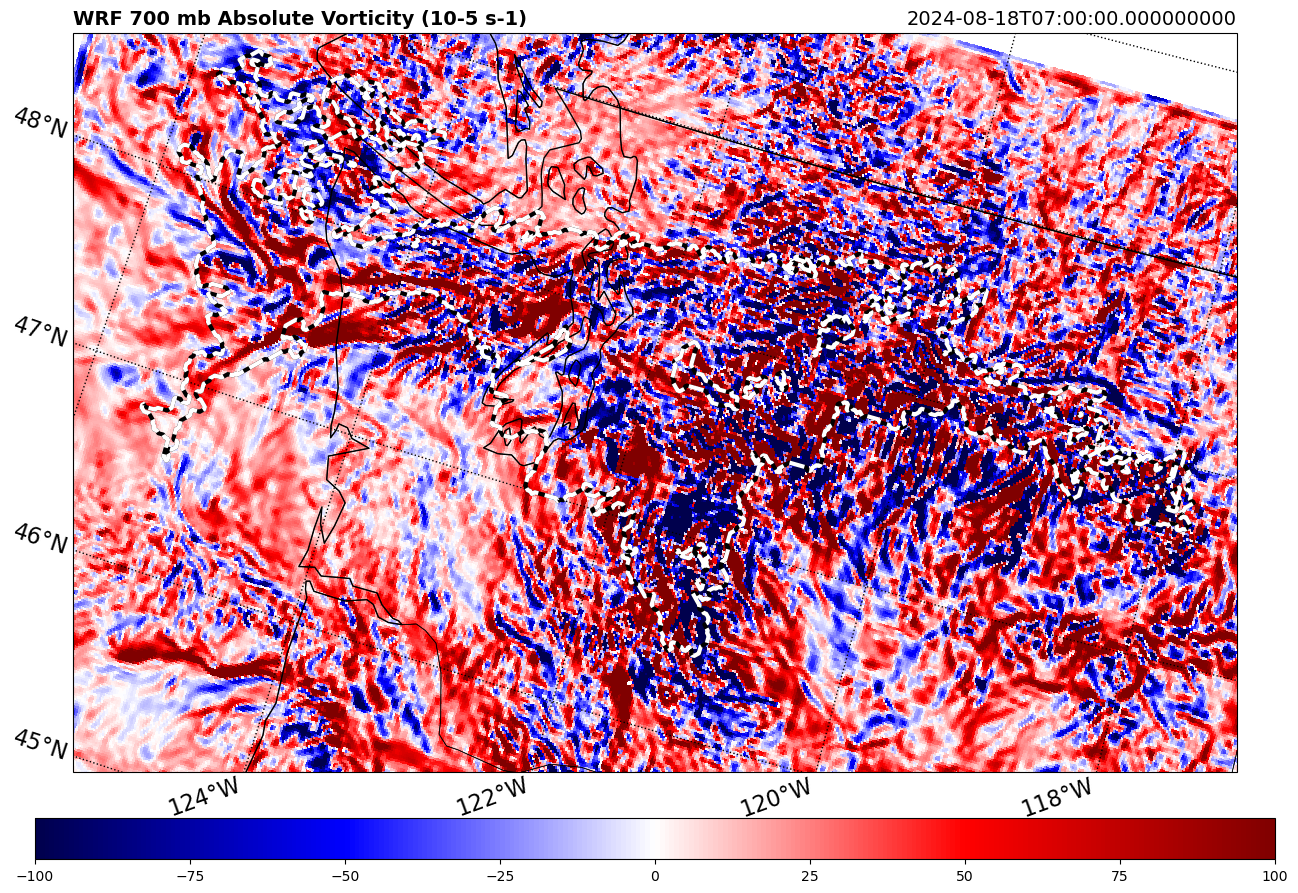 WRF 700 mb Absolute Vorticity (10-5 s-1)
2024-08-18T07:00:00.000000000
48°N
47°N
46°N
45°N
124°W
122°W
120°W
118°W
−100
−75
−50
−25
0
25
50
75
100